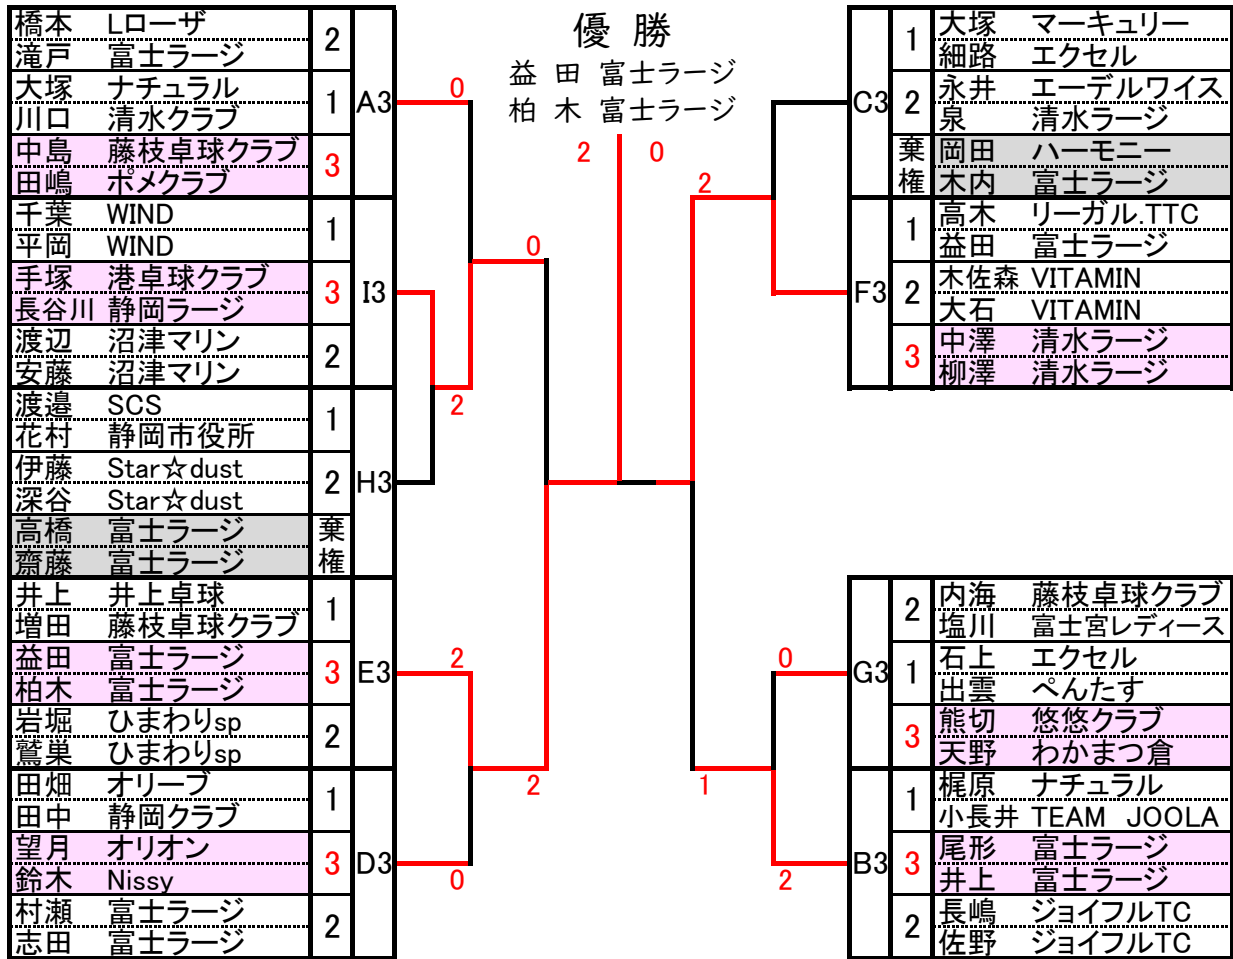 優 勝
益 田 富士ラージ
柏 木 富士ラージ
2 0
橋本 Lローザ 2
滝戸 富士ラージ
大塚 ナチュラル 1
川口 清水クラブ
中島 藤枝卓球クラブ 3
田嶋 ポメクラブ
A3
0
千葉 WIND 1
平岡 WIND
手塚 港卓球クラブ 3
長谷川 静岡ラージ
渡辺 沼津マリン 2
安藤 沼津マリン
I3
0
2
渡邉 SCS 1
花村 静岡市役所
伊藤 Star☆dust 2
深谷 Star☆dust
高橋 富士ラージ 棄権
齋藤 富士ラージ
H3
井上 井上卓球 1
増田 藤枝卓球クラブ
益田 富士ラージ 3
柏木 富士ラージ
岩堀 ひまわりsp 2
鷲巣 ひまわりsp
E3
2
2
田畑 オリーブ 1
田中 静岡クラブ
望月 オリオン 3
鈴木 Nissy
村瀬 富士ラージ 2
志田 富士ラージ
D3
0
C3
1 大塚 マーキュリー
細路 エクセル
2 永井 エーデルワイス
泉 清水ラージ
棄権 岡田 ハーモニー
木内 富士ラージ
2
F3
1 高木 リーガル.TTC
益田 富士ラージ
2 木佐森 VITAMIN
大石 VITAMIN
3 中澤 清水ラージ
柳澤 清水ラージ
0
G3
2 内海 藤枝卓球クラブ
塩川 富士宮レディース
1 石上 エクセル
出雲 ぺんたす
3 熊切 悠悠クラブ
天野 わかまつ倉
1
2
B3
1 梶原 ナチュラル
小長井 TEAM JOOLA
3 尾形 富士ラージ
井上 富士ラージ
2 長嶋 ジョイフルTC
佐野 ジョイフルTC